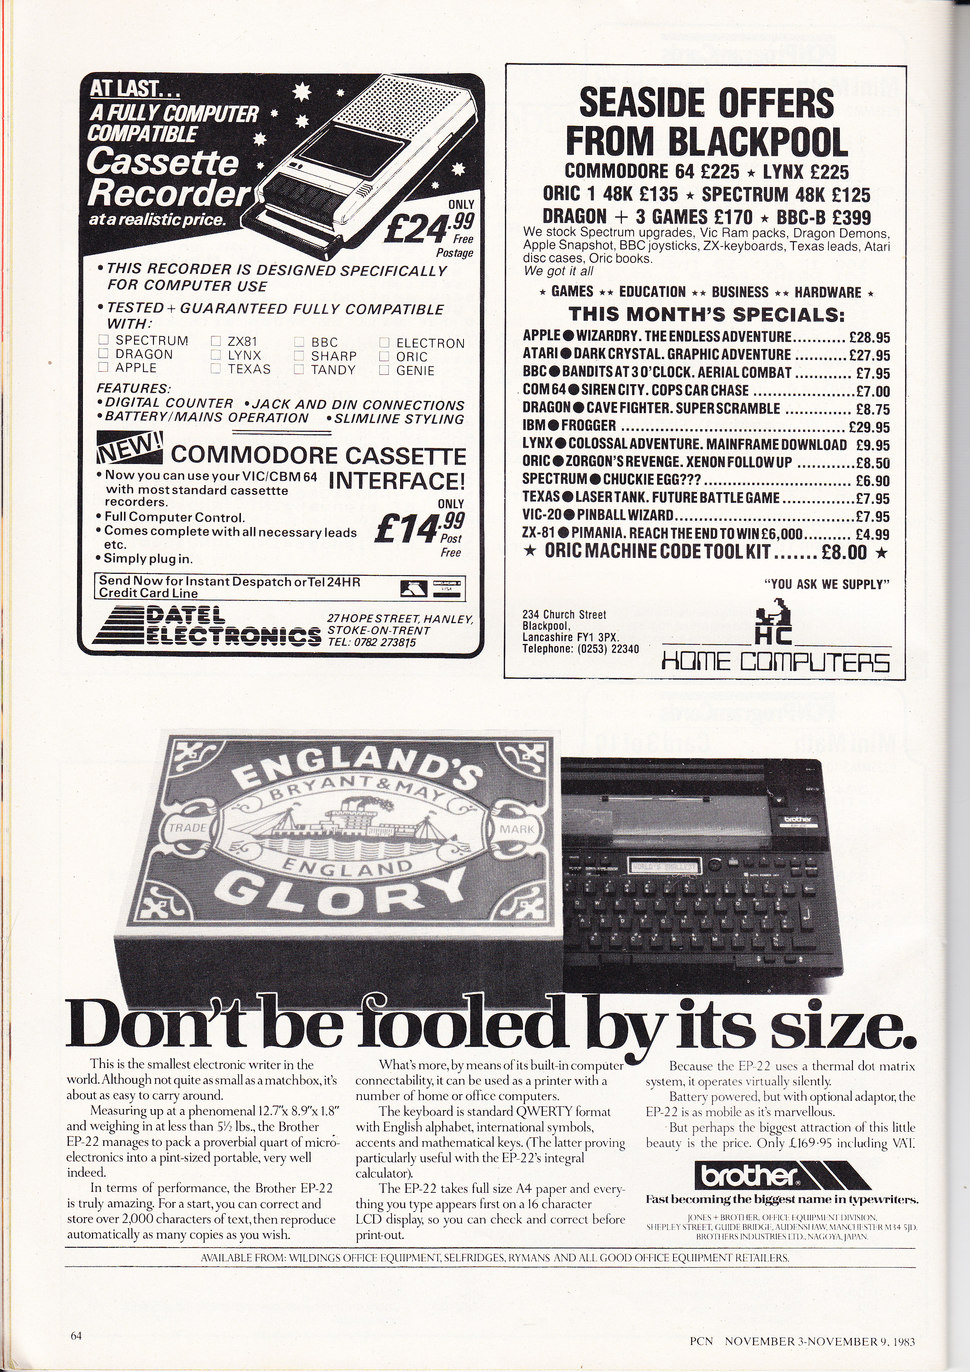 AT LAST...
A FULLY COMPUTER
COMPATIBLE
Cassette
Recorder
at a realistic price.
ONLY
£24.99
Free
Postage
• THIS RECORDER IS DESIGNED SPECIFICALLY
FOR COMPUTER USE
• TESTED + GUARANTEED FULLY COMPATIBLE
WITH:
□ SPECTRUM □ ZX81 □ BBC □ ELECTRON
□ DRAGON □ LYNX □ SHARP □ ORIC
□ APPLE □ TEXAS □ TANDY □ GENIE
FEATURES:
• DIGITAL COUNTER • JACK AND DIN CONNECTIONS
• BATTERY/MAINS OPERATION • SLIMLINE STYLING
NEW!! COMMODORE CASSETTE
INTERFACE!
• Now you can use your VIC/CBM 64
with most standard cassettte
recorders.
• Full Computer Control.
• Comes complete with all necessary leads
etc.
• Simply plug in.
ONLY
£14.99
Post
Free
Send Now for Instant Despatch or Tel 24HR
Credit Card Line
DATEL
ELECTRONICS
27 HOPE STREET, HANLEY,
STOKE-ON-TRENT
TEL: 0782 273815
SEASIDE OFFERS
FROM BLACKPOOL
COMMODORE 64 £225 ★ LYNX £225
ORIC 1 48K £135 ★ SPECTRUM 48K £125
DRAGON + 3 GAMES £170 ★ BBC-B £399
We stock Spectrum upgrades, Vic Ram packs, Dragon Demons,
Apple Snapshot, BBC joysticks, ZX-keyboards, Texas leads, Atari
disc cases, Oric books.
We got it all
★ GAMES ★★ EDUCATION ★★ BUSINESS ★★ HARDWARE ★
THIS MONTH'S SPECIALS:
APPLE ● WIZARDRY. THE ENDLESS ADVENTURE........... £28.95
ATARI ● DARK CRYSTAL. GRAPHIC ADVENTURE ........... £27.95
BBC ● BANDITS AT 3 O'CLOCK. AERIAL COMBAT ............ £7.95
COM 64 ● SIREN CITY. COPS CAR CHASE ......................£7.00
DRAGON ● CAVE FIGHTER. SUPER SCRAMBLE .............. £8.75
IBM ● FROGGER ...............................................£29.95
LYNX ● COLOSSAL ADVENTURE. MAINFRAME DOWNLOAD £9.95
ORIC ● ZORGON'S REVENGE. XENON FOLLOW UP ............£8.50
SPECTRUM ● CHUCKIE EGG???................................ £6.90
TEXAS ● LASER TANK. FUTURE BATTLE GAME ...............£7.95
VIC-20 ● PINBALL WIZARD......................................£7.95
ZX-81 ● PIMANIA. REACH THE END TO WIN £6,000.......... £4.99
★ ORIC MACHINE CODE TOOL KIT....... £8.00 ★
"YOU ASK WE SUPPLY"
234 Church Street
Blackpool,
Lancashire FY1 3PX.
Telephone: (0253) 22340
HC
HOME COMPUTERS
ENGLAND'S
BRYANT & MAY
TRADE MARK
ENGLAND
GLORY
brother
Don't be fooled by its size.
This is the smallest electronic writer in the
world. Although not quite as small as a matchbox, it's
about as easy to carry around.
Measuring up at a phenomenal 12.7"x 8.9"x 1.8"
and weighing in at less than 5½ lbs., the Brother
EP-22 manages to pack a proverbial quart of micro-
electronics into a pint-sized portable, very well
indeed.
In terms of performance, the Brother EP-22
is truly amazing. For a start, you can correct and
store over 2,000 characters of text, then reproduce
automatically as many copies as you wish.
What's more, by means of its built-in computer
connectability, it can be used as a printer with a
number of home or office computers.
The keyboard is standard QWERTY format
with English alphabet, international symbols,
accents and mathematical keys. (The latter proving
particularly useful with the EP-22's integral
calculator).
The EP-22 takes full size A4 paper and every-
thing you type appears first on a 16 character
LCD display, so you can check and correct before
print-out.
Because the EP-22 uses a thermal dot matrix
system, it operates virtually silently.
Battery powered, but with optional adaptor, the
EP-22 is as mobile as it's marvellous.
But perhaps the biggest attraction of this little
beauty is the price. Only £169·95 including VAT.
brother
Fast becoming the biggest name in typewriters.
JONES + BROTHER, OFFICE EQUIPMENT DIVISION,
SHEPLEY STREET, GUIDE BRIDGE, AUDENSHAW, MANCHESTER M34 5JD.
BROTHERS INDUSTRIES LTD., NAGOYA, JAPAN.
AVAILABLE FROM: WILDINGS OFFICE EQUIPMENT, SELFRIDGES, RYMANS AND ALL GOOD OFFICE EQUIPMENT RETAILERS.
64
PCN NOVEMBER 3-NOVEMBER 9, 1983